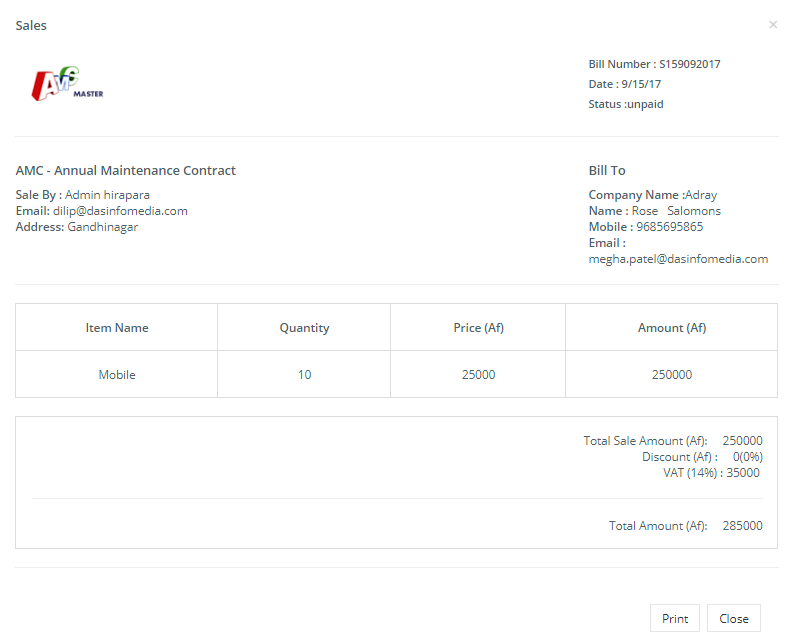 Sales
×
AMC
MASTER
Bill Number : S159092017
Date : 9/15/17
Status :unpaid
AMC - Annual Maintenance Contract
Sale By : Admin hirapara
Email: dilip@dasinfomedia.com
Address: Gandhinagar
Bill To
Company Name :Adray
Name : Rose Salomons
Mobile : 9685695865
Email :
megha.patel@dasinfomedia.com
Item Name Quantity Price (Af) Amount (Af)
Mobile 10 25000 250000
Total Sale Amount (Af): 250000
Discount (Af) : 0(0%)
VAT (14%) : 35000
Total Amount (Af): 285000
Print Close